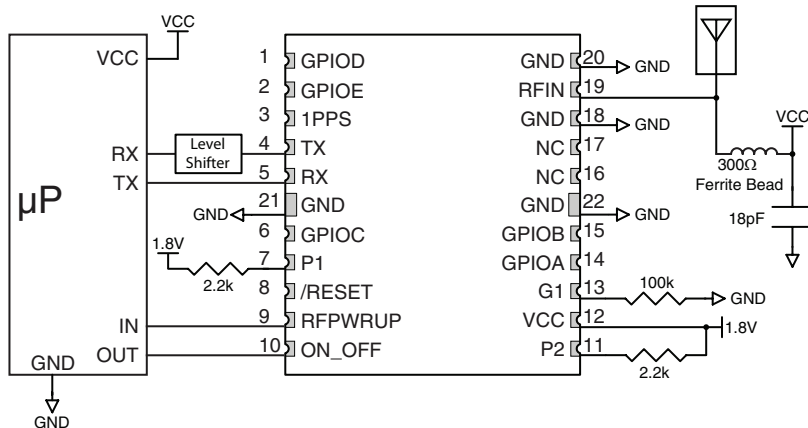 VCC
VCC
1 GPIOD
GND 20
GND
2 GPIOE
RFIN 19
3 1PPS
GND 18
GND
VCC
RX
Level
Shifter
4 TX
NC 17
300Ω
Ferrite Bead
TX
5 RX
NC 16
µP
GND
21 GND
GND 22
GND
18pF
6 GPIOC
GPIOB 15
1.8V
2.2k
7 P1
GPIOA 14
8 /RESET
G1 13
100k
GND
IN
9 RFPWRUP
VCC 12
1.8V
OUT
10 ON_OFF
P2 11
2.2k
GND
GND